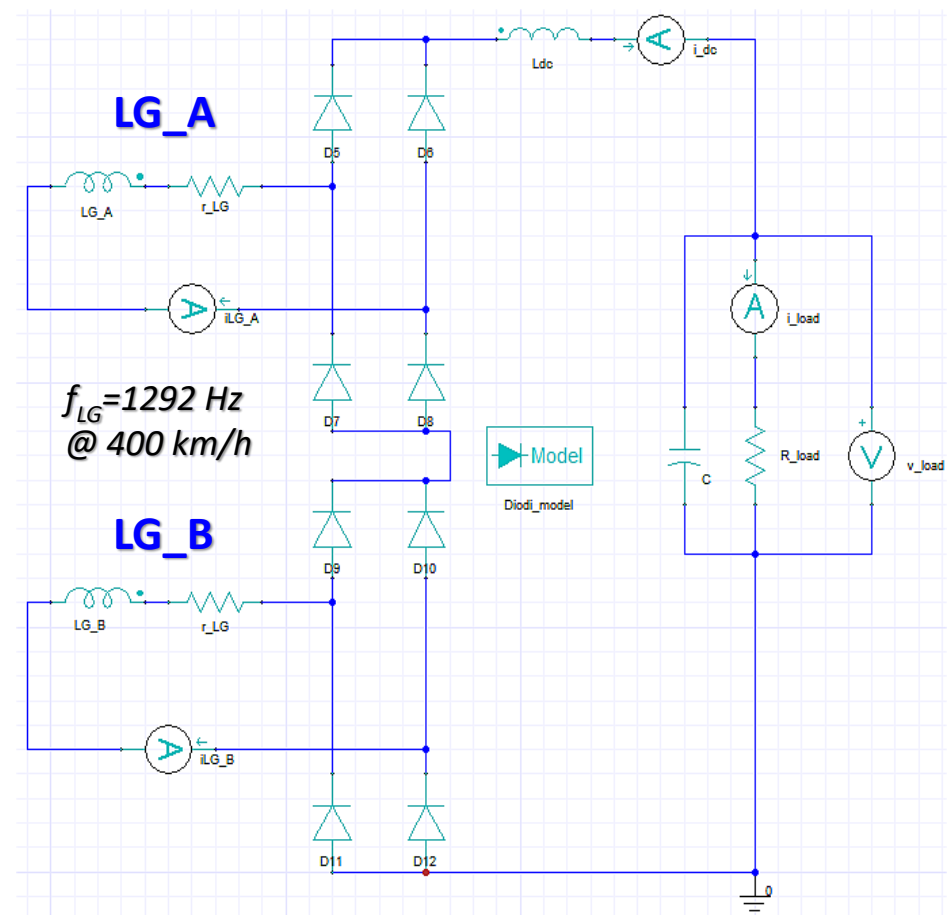 Ldc
A
i_dc
LG_A
D5
D6
LG_A
r_LG
A
iLG_A
A
i_load
f_LG=1292 Hz
@ 400 km/h
D7
D8
Model
Diodi_model
C
R_load
+
V
v_load
LG_B
D9
D10
LG_B
r_LG
A
iLG_B
D11
D12
0